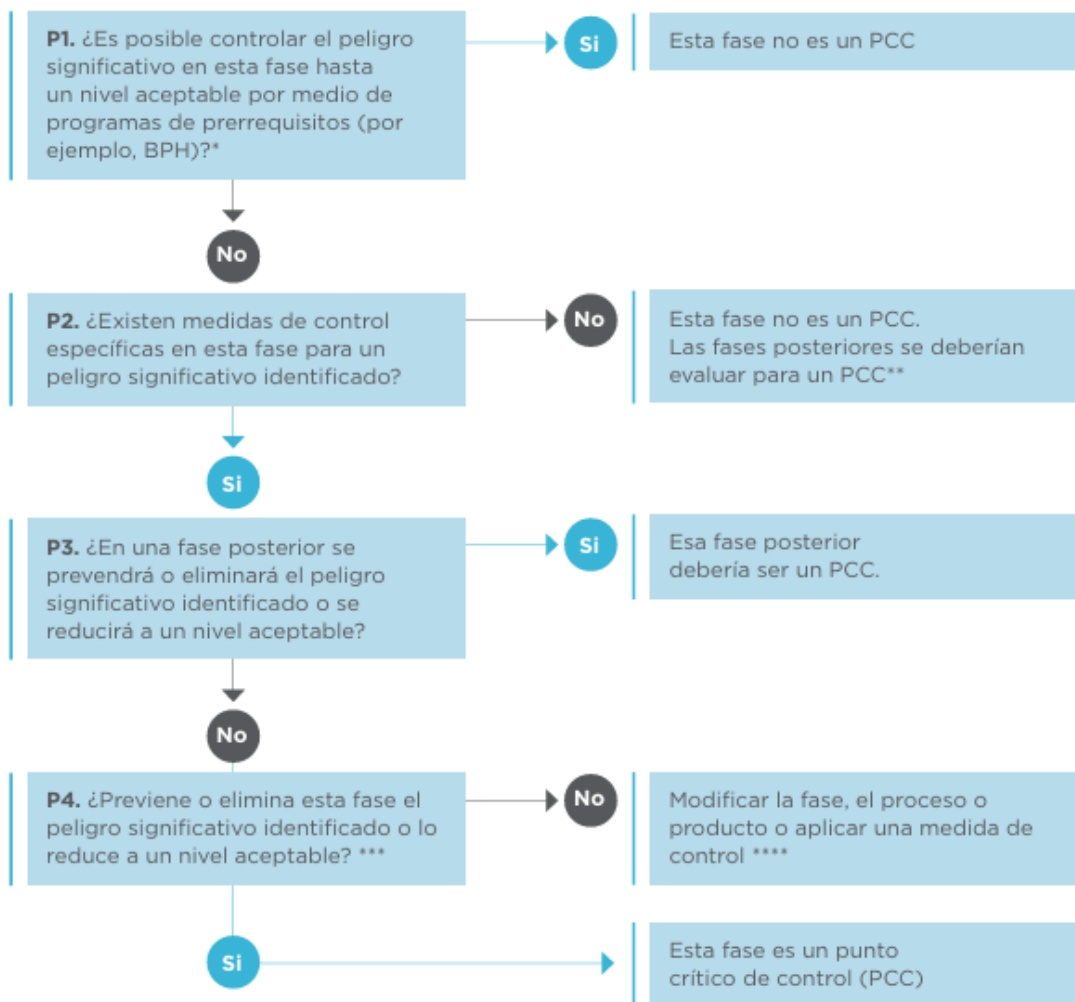 P1. ¿Es posible controlar el peligro
significativo en esta fase hasta
un nivel aceptable por medio de
programas de prerrequisitos (por
ejemplo, BPH)?*
Si
Esta fase no es un PCC
No
P2. ¿Existen medidas de control
específicas en esta fase para un
peligro significativo identificado?
No
Esta fase no es un PCC.
Las fases posteriores se deberían
evaluar para un PCC**
Si
P3. ¿En una fase posterior se
prevendrá o eliminará el peligro
significativo identificado o se
reducirá a un nivel aceptable?
Si
Esa fase posterior
debería ser un PCC.
No
P4. ¿Previene o elimina esta fase el
peligro significativo identificado o lo
reduce a un nivel aceptable? ***
No
Modificar la fase, el proceso o
producto o aplicar una medida de
control ****
Si
Esta fase es un punto
crítico de control (PCC)